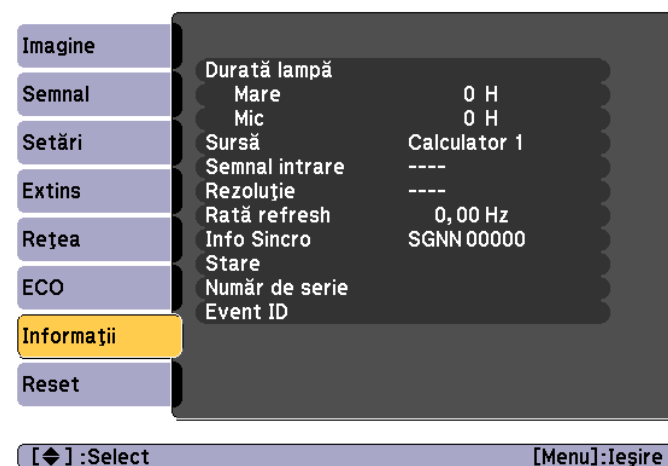 Imagine
Semnal
Setări
Extins
Reţea
ECO
Informaţii
Reset
Durată lampă
Mare 0 H
Mic 0 H
Sursă Calculator 1
Semnal intrare ----
Rezoluţie ----
Rată refresh 0,00 Hz
Info Sincro SGNN 00000
Stare
Număr de serie
Event ID
[◆] :Select [Menu]:Ieşire